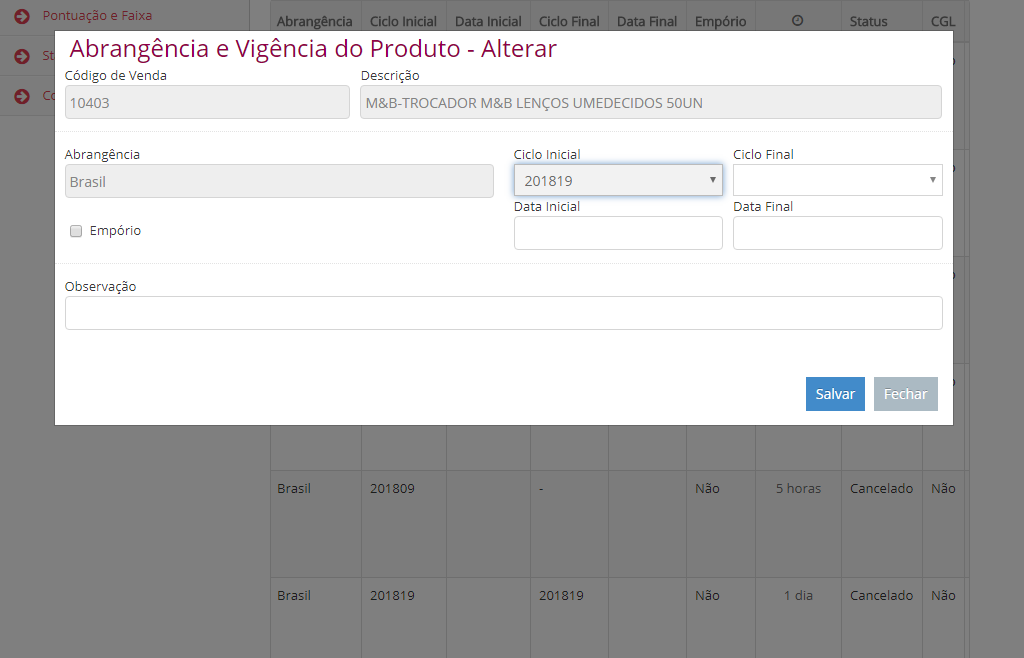 Pontuação e Faixa
Abrangência Ciclo Inicial Data Inicial Ciclo Final Data Final Empório Status CGL
Abrangência e Vigência do Produto - Alterar
Código de Venda Descrição
10403 M&B-TROCADOR M&B LENÇOS UMEDECIDOS 50UN
St
Co
Abrangência Ciclo Inicial Ciclo Final
Brasil 201819
Data Inicial Data Final
Empório
Observação
Salvar Fechar
Brasil 201809 - Não 5 horas Cancelado Não
Brasil 201819 201819 Não 1 dia Cancelado Não